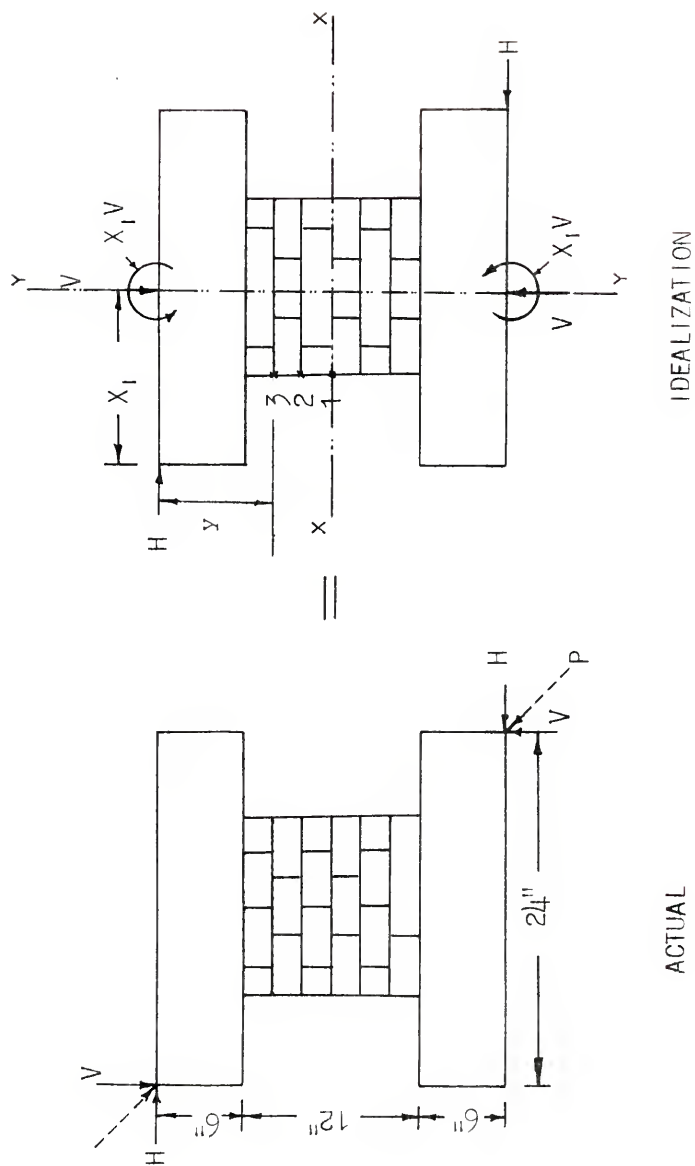 V
H
6"
12"
6"
24"
H
V
P
ACTUAL
=
Y
V
X₁
X₁V
H
y
3
2
1
X
X
H
X₁V
V
Y
IDEALIZATION